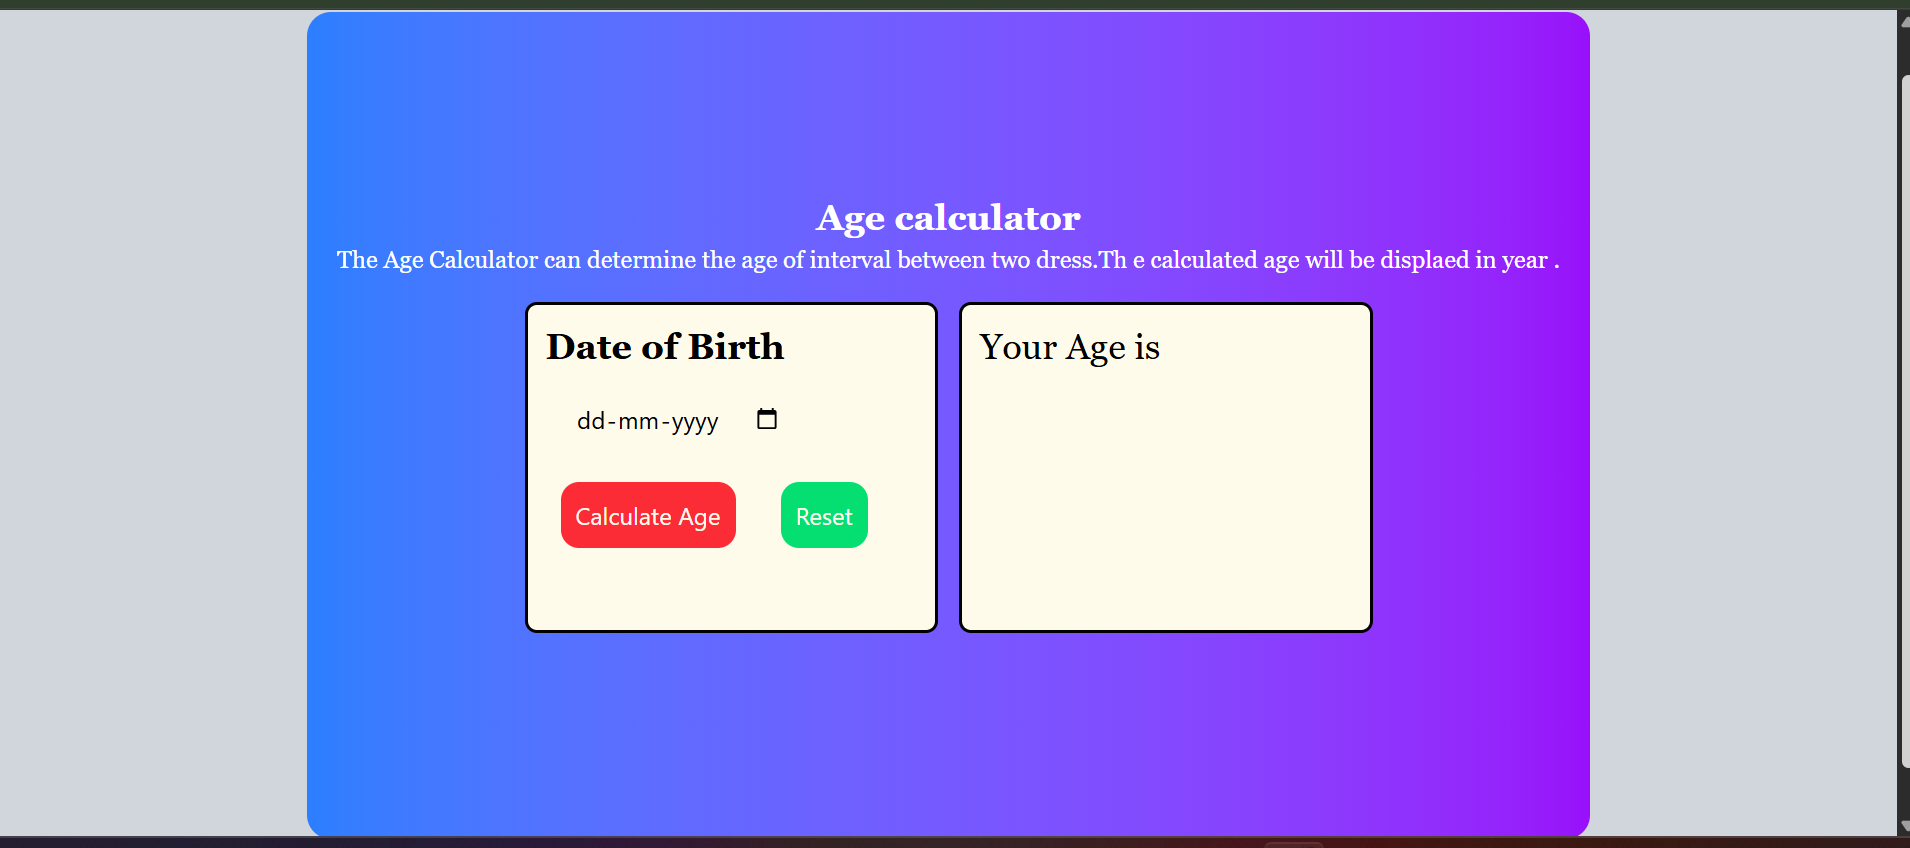 Age calculator
The Age Calculator can determine the age of interval between two dress.Th e calculated age will be displaed in year .
Date of Birth
dd-mm-yyyy
Calculate Age
Reset
Your Age is